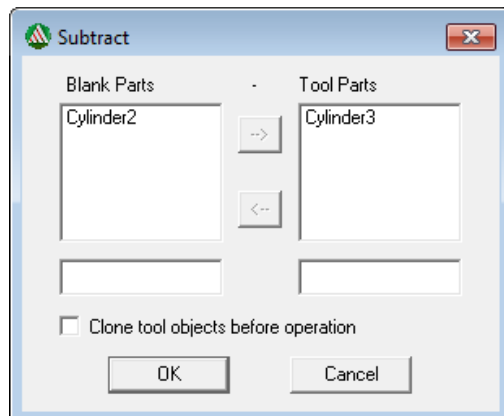 Subtract
Blank Parts - Tool Parts
Cylinder2 Cylinder3
-->
<--
Clone tool objects before operation
OK Cancel